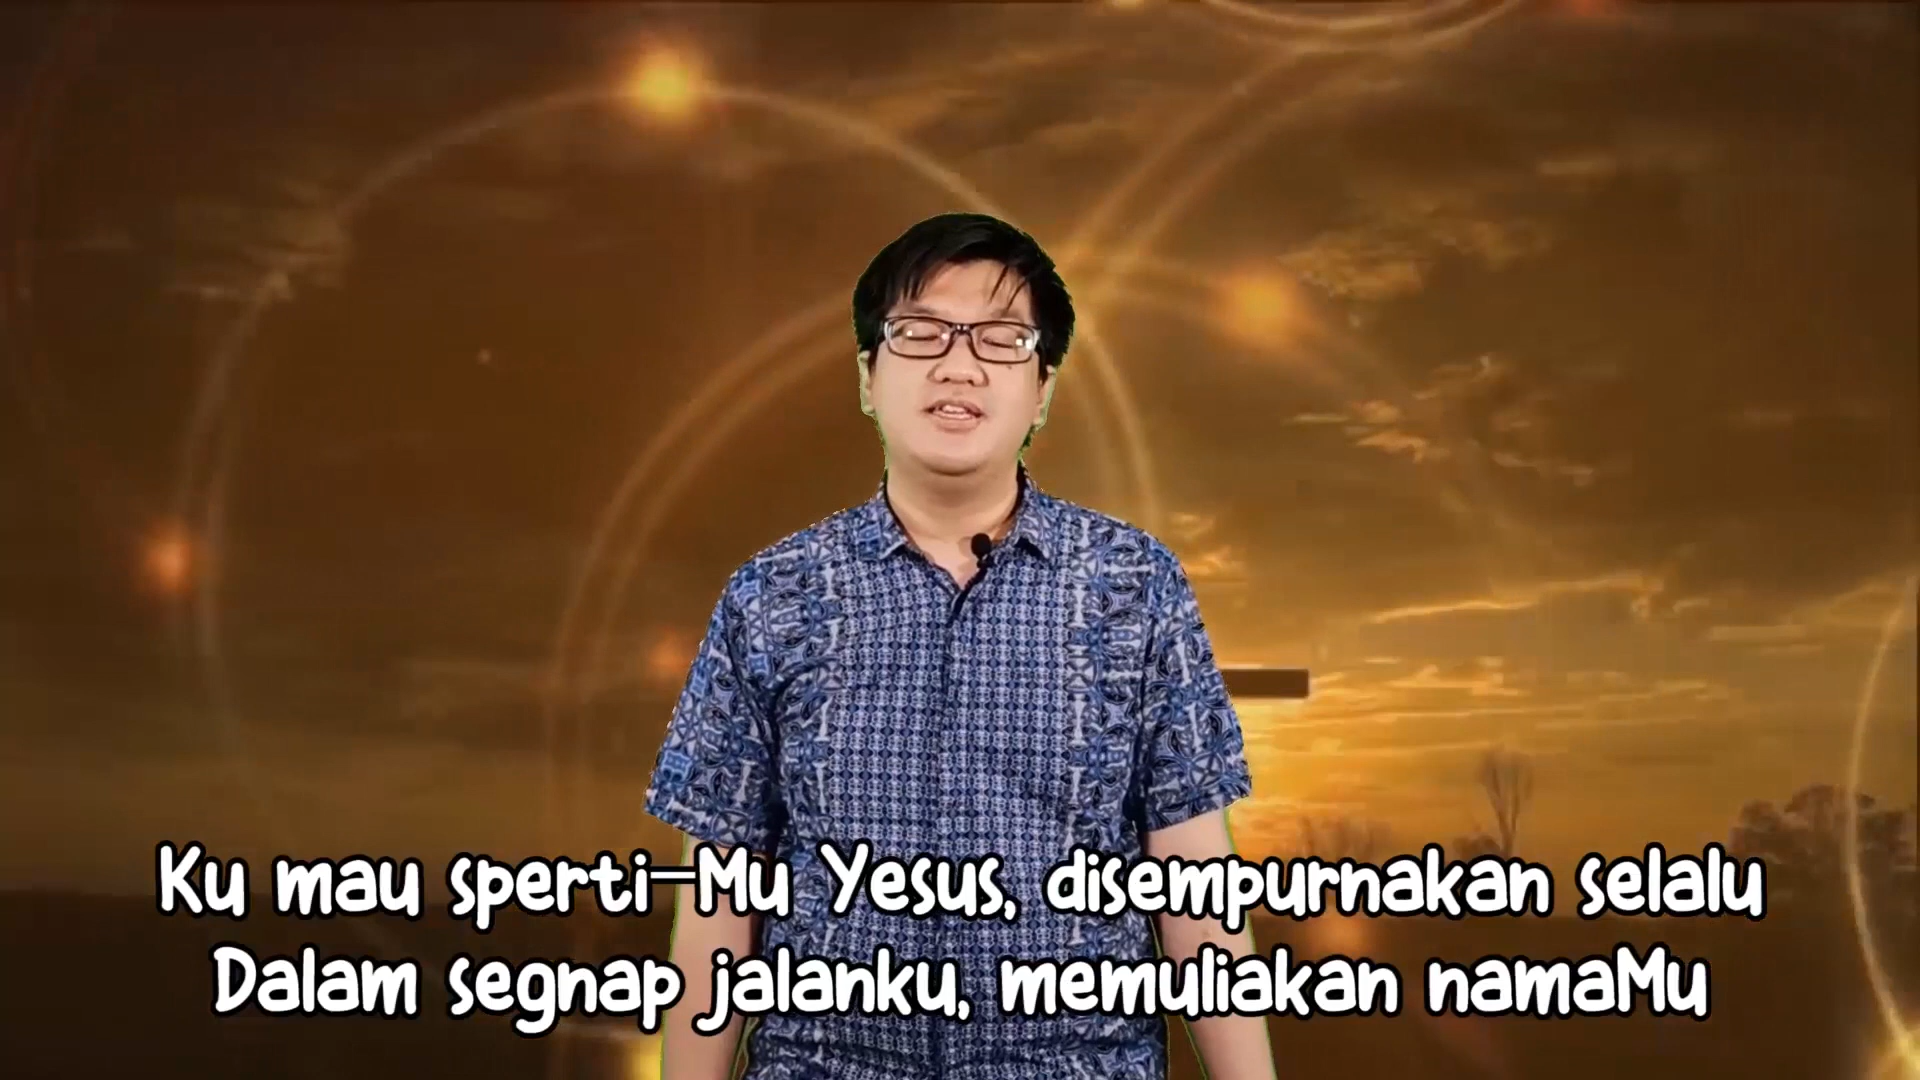 Ku mau sperti-Mu Yesus, disempurnakan selalu
Dalam segnap jalanku, memuliakan namaMu